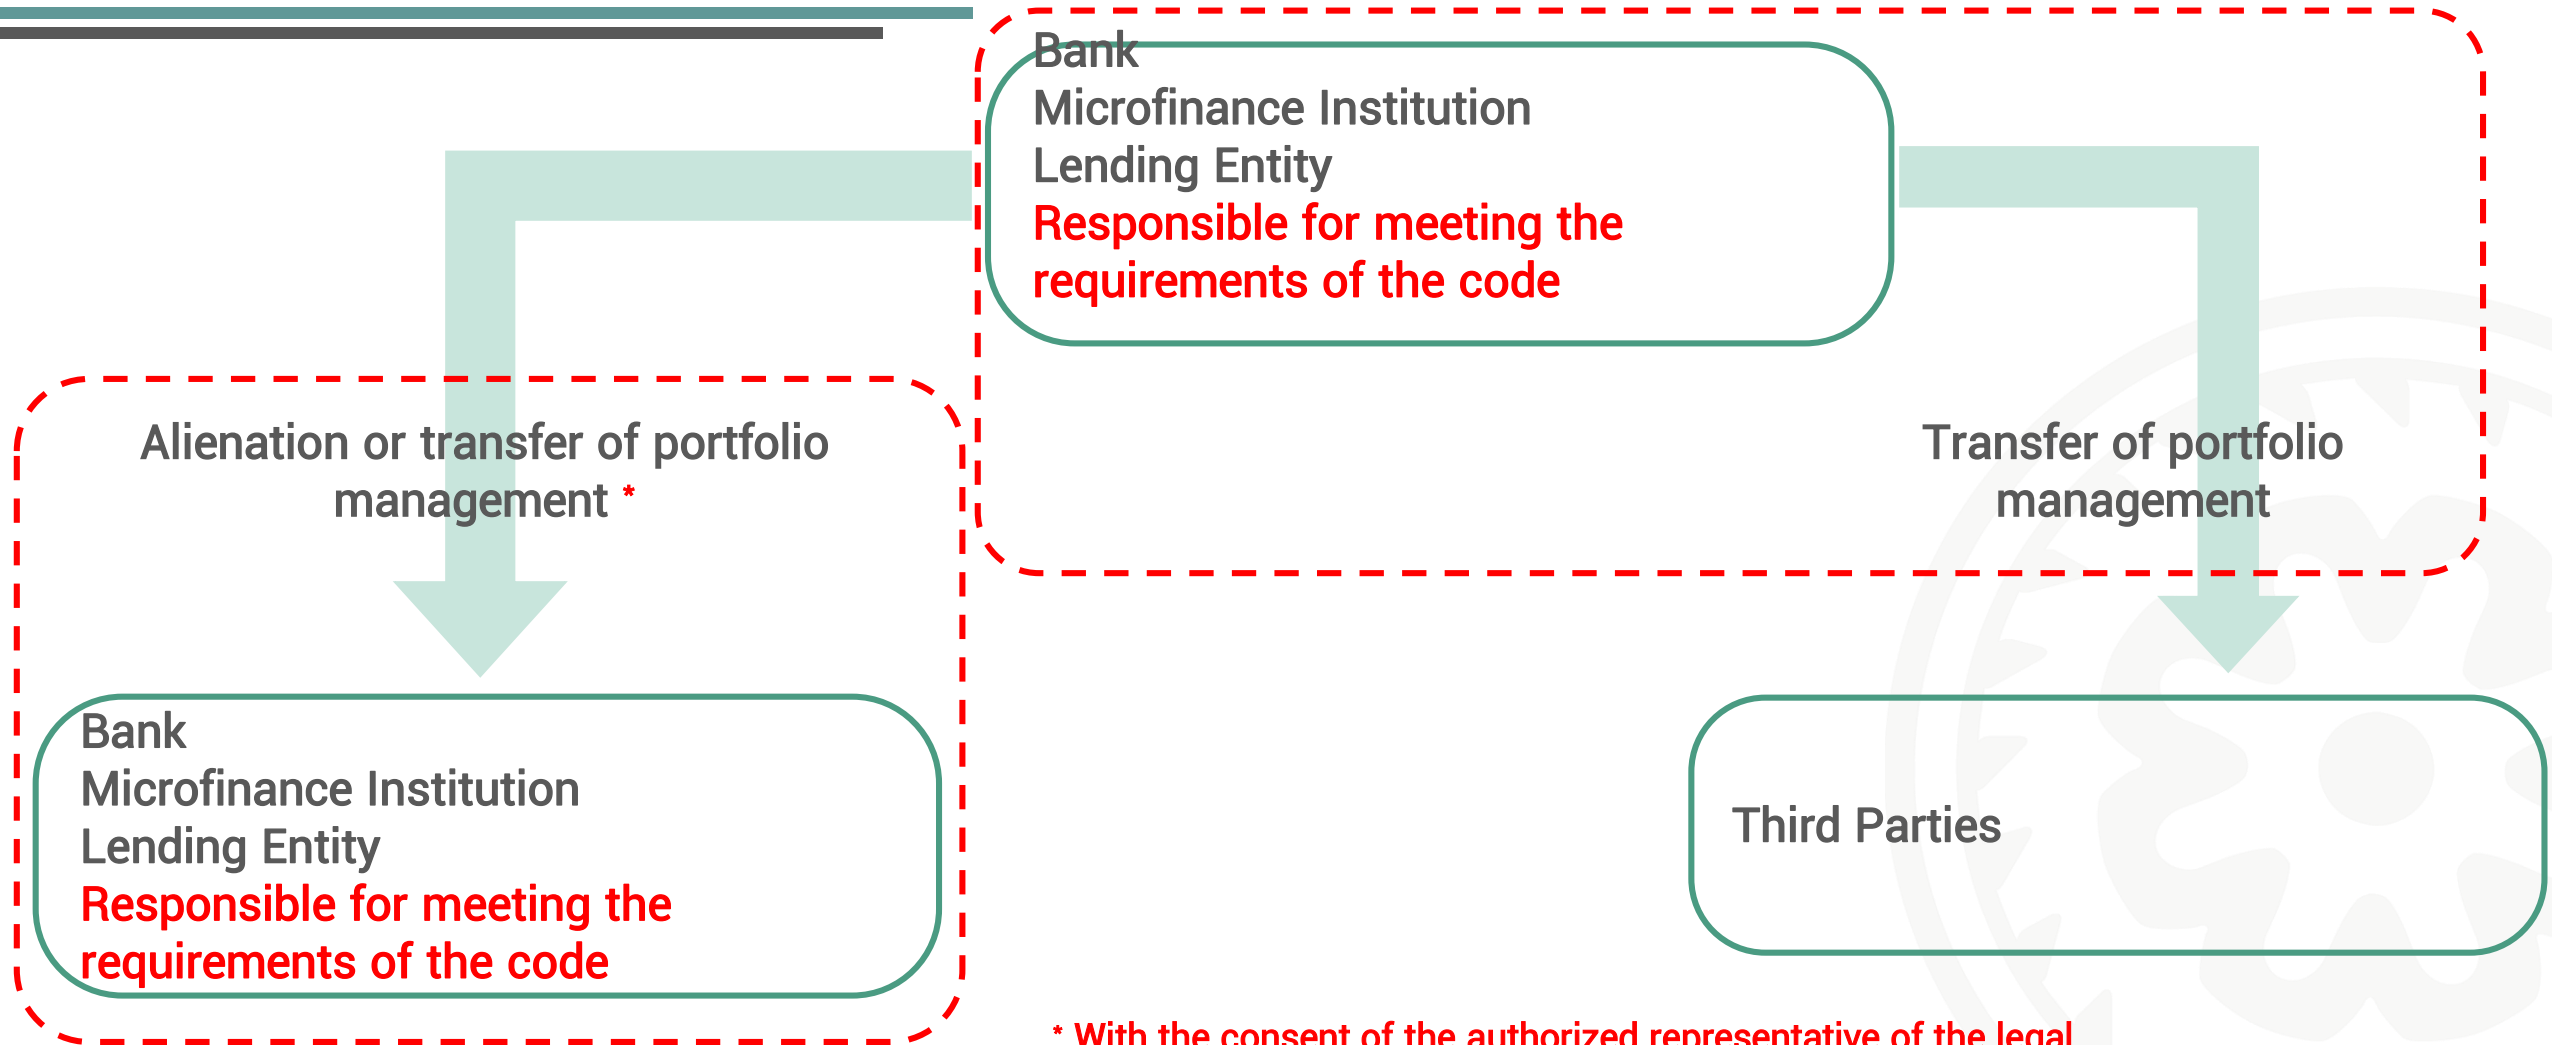 Bank
Microfinance Institution
Lending Entity
Responsible for meeting the
requirements of the code
Alienation or transfer of portfolio
management *
Transfer of portfolio
management
Bank
Microfinance Institution
Lending Entity
Responsible for meeting the
requirements of the code
Third Parties
* With the consent of the authorized representative of the legal